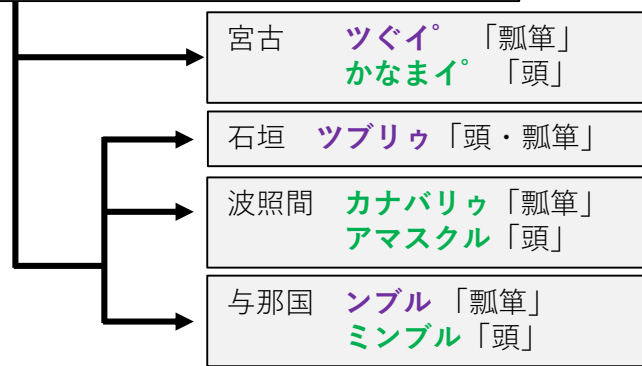 宮古 ツぐイ゜ 「瓢箪」
かなまイ゜ 「頭」
石垣 ツブリゥ「頭・瓢箪」
波照間 カナバリゥ「瓢箪」
アマスクル「頭」
与那国 ンブル 「瓢箪」
ミンブル「頭」